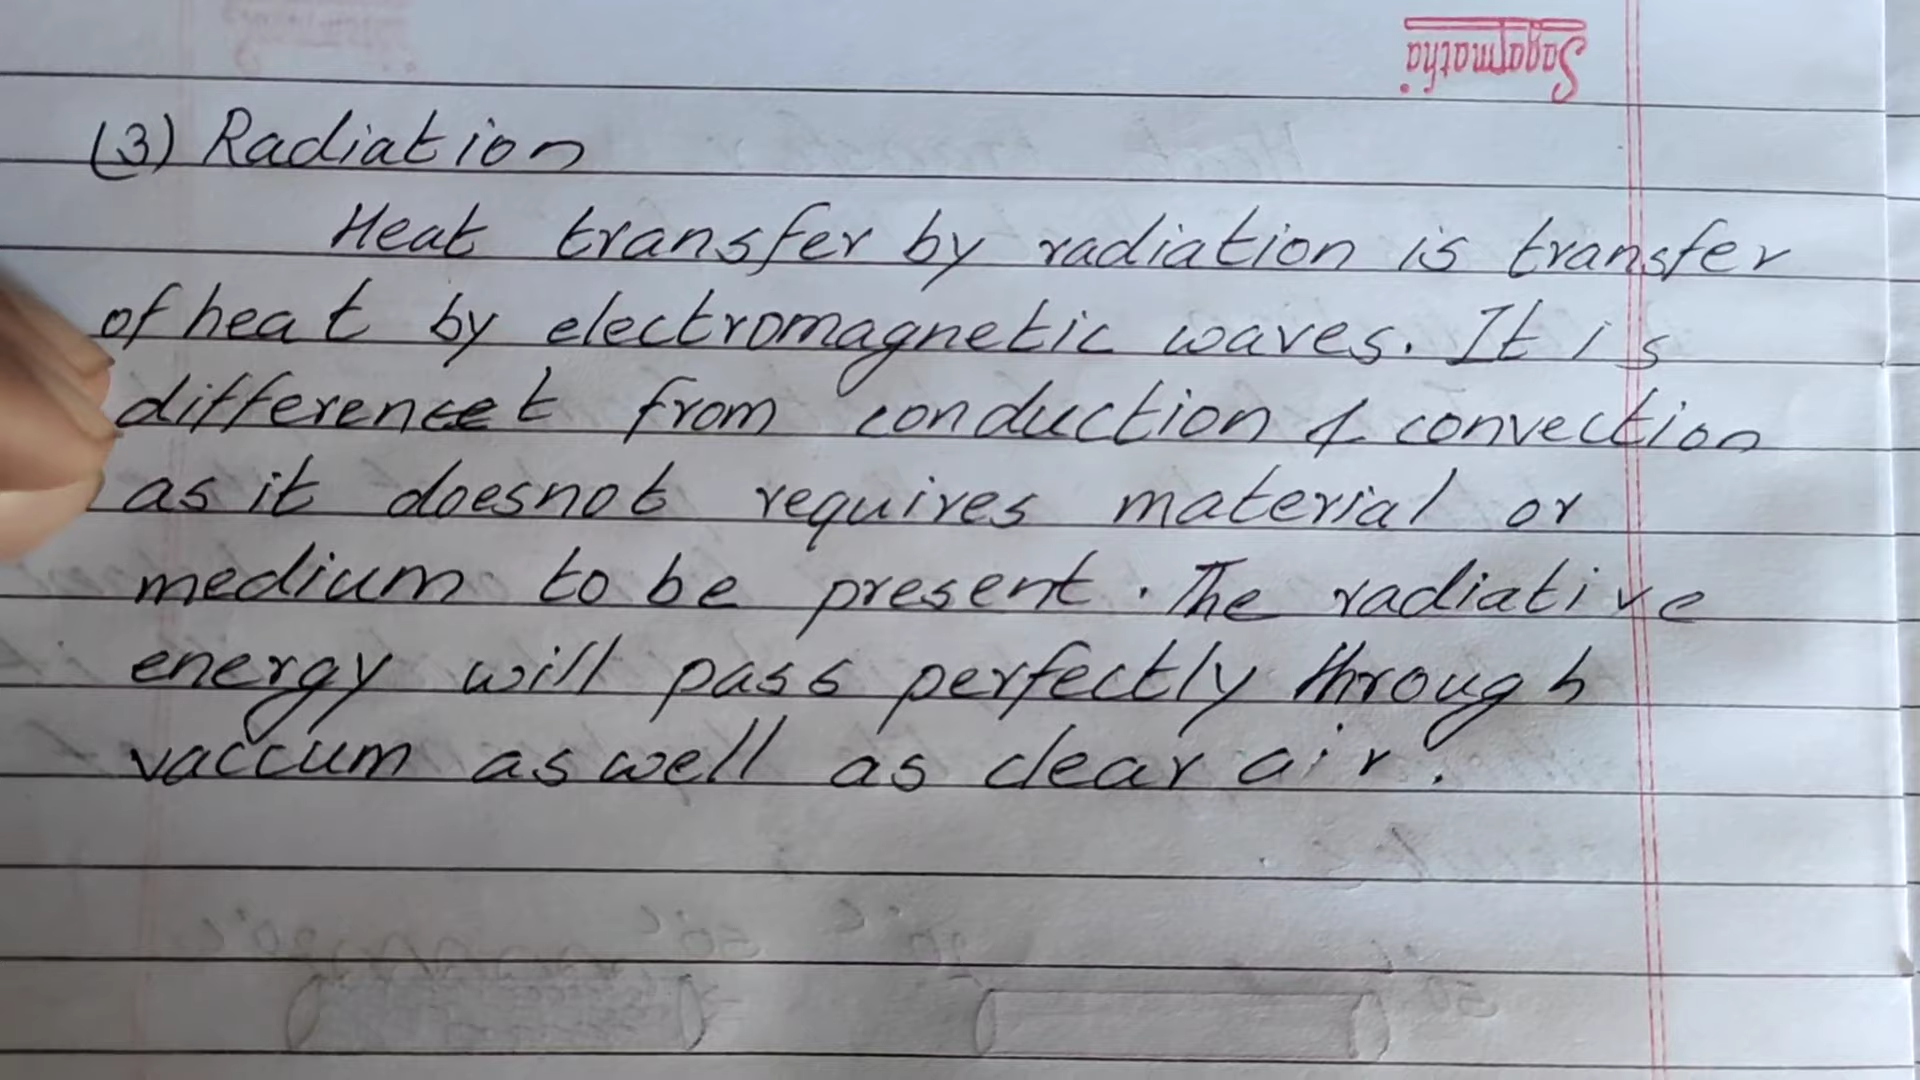 Sagarmatha
(3) Radiation
Heat transfer by radiation is transfer
of heat by electromagnetic waves. It is
different from conduction & convection
as it doesnot requires material or
medium to be present. The radiative
energy will pass perfectly through
vaccum as well as clear air.